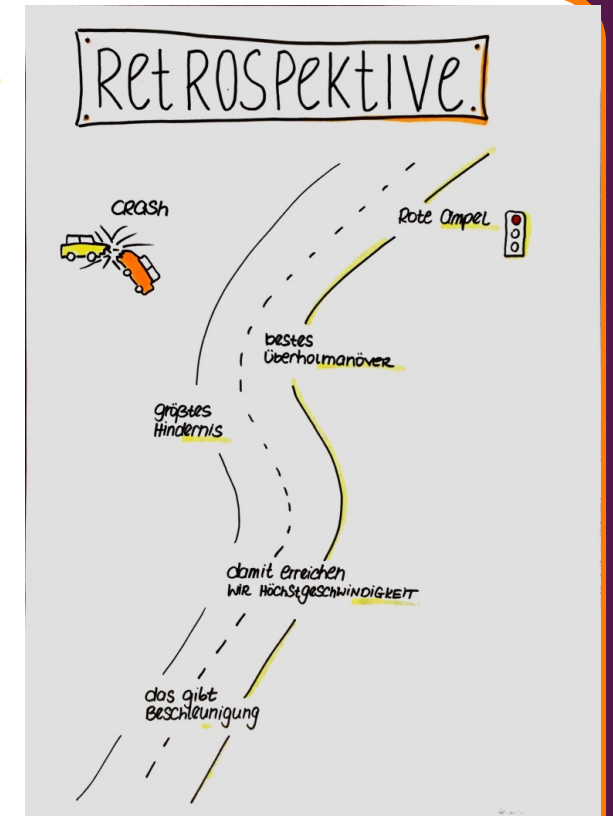 RetROSPektIVe
CRASH
Rote Ampel
bestes
Überholmanöver
größtes
Hindernis
damit erreichen
WIR HöchstgeschwINDIGKEIT
das gibt
Beschleunigung